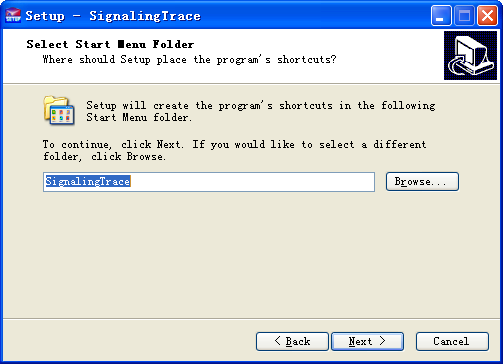 Setup - SignalingTrace
Select Start Menu Folder
Where should Setup place the program's shortcuts?
Setup will create the program's shortcuts in the following
Start Menu folder.
To continue, click Next. If you would like to select a different
folder, click Browse.
SignalingTrace
Browse...
< Back
Next >
Cancel